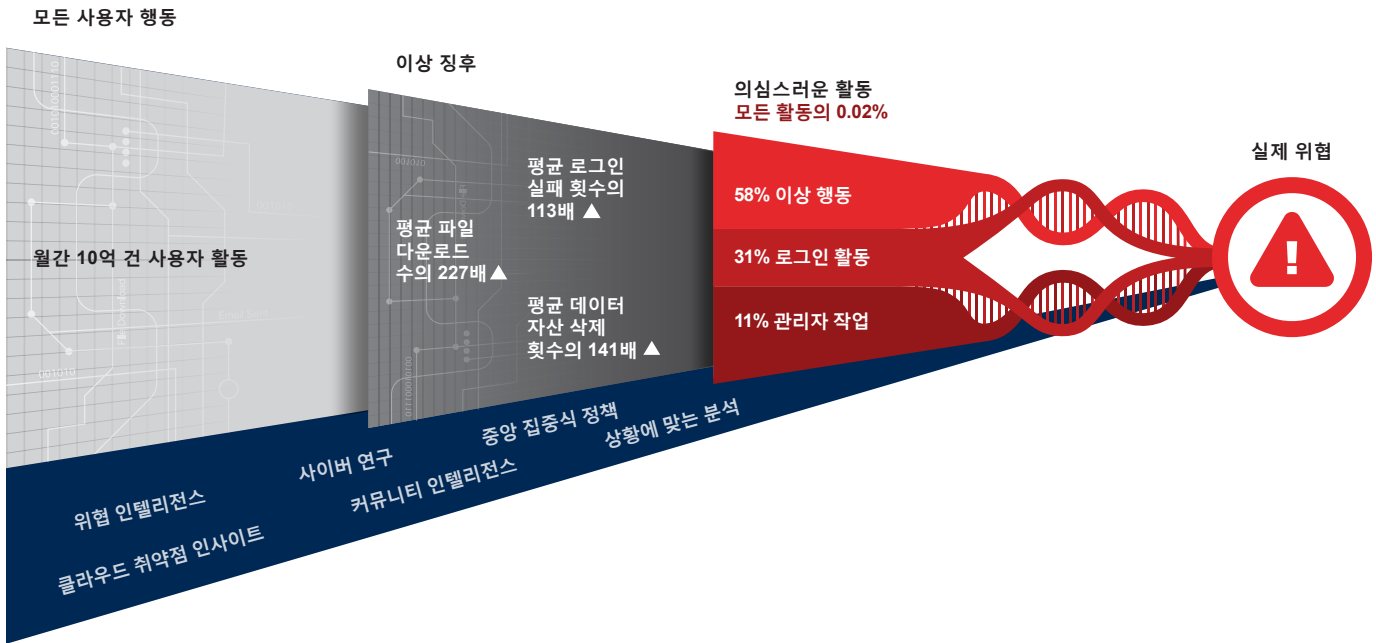 모든 사용자 행동
월간 10억 건 사용자 활동
001010001110
001010
File Download
Email Sent
이상 징후
평균 로그인
실패 횟수의
113배 ▲
평균 파일
다운로드
수의 227배 ▲
평균 데이터
자산 삭제
횟수의 141배 ▲
의심스러운 활동
모든 활동의 0.02%
58% 이상 행동
31% 로그인 활동
11% 관리자 작업
실제 위협
!
위협 인텔리전스
사이버 연구
중앙 집중식 정책
클라우드 취약점 인사이트
커뮤니티 인텔리전스
상황에 맞는 분석